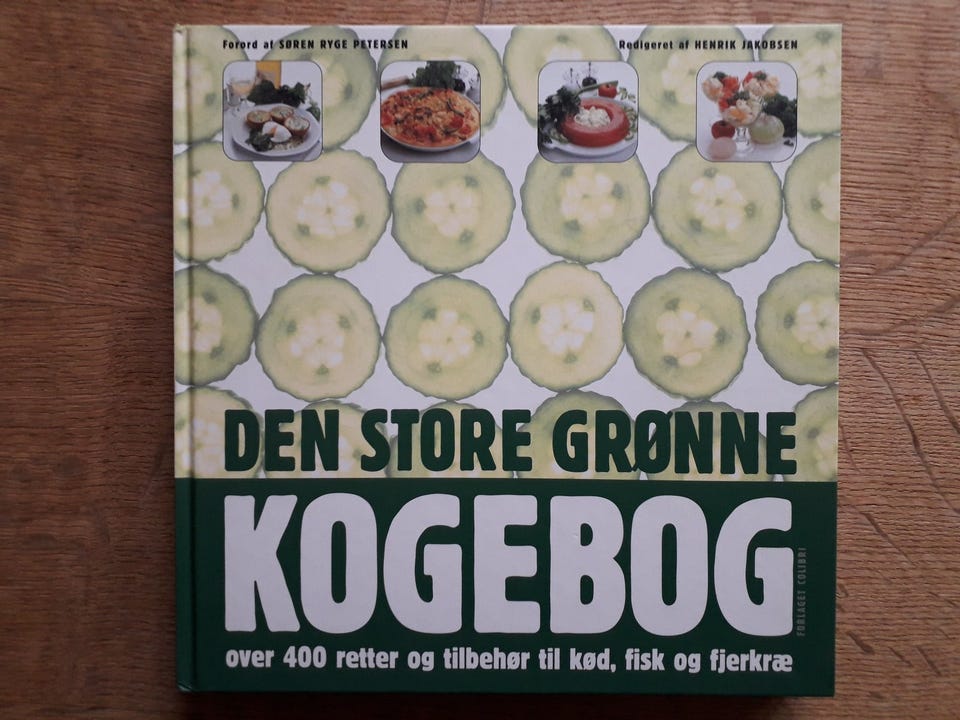 Forord af SØREN RYGE PETERSEN
Redigeret af HENRIK JAKOBSEN
DEN STORE GRØNNE
KOGEBOG
FORLAGET COLIBRI
over 400 retter og tilbehør til kød, fisk og fjerkræ